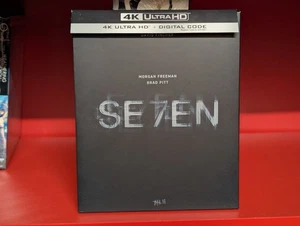 4K ULTRA HD
4K ULTRA HD + DIGITAL CODE
MORGAN FREEMAN
BRAD PITT
SE7EN